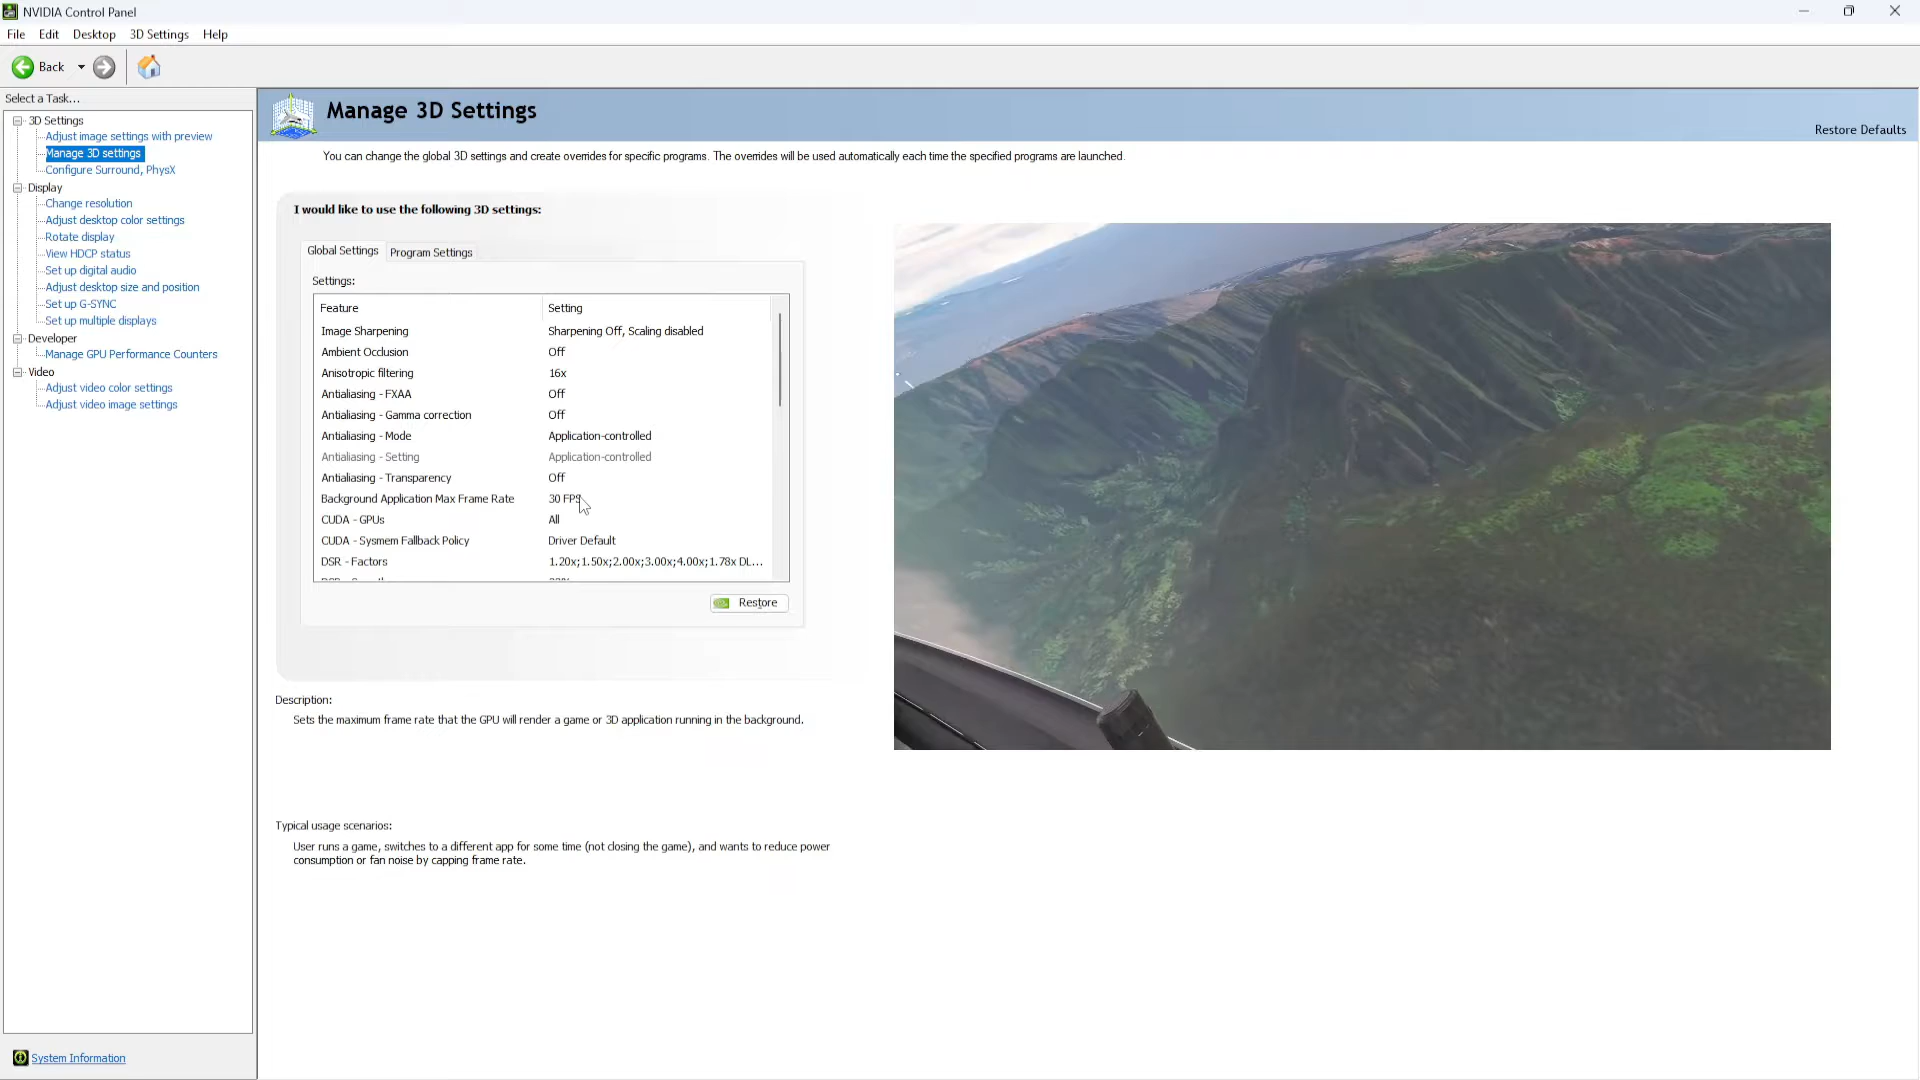 NVIDIA Control Panel
File Edit Desktop 3D Settings Help
Back
Select a Task...
3D Settings
Adjust image settings with preview
Manage 3D settings
Configure Surround, PhysX
Display
Change resolution
Adjust desktop color settings
Rotate display
View HDCP status
Set up digital audio
Adjust desktop size and position
Set up G-SYNC
Set up multiple displays
Developer
Manage GPU Performance Counters
Video
Adjust video color settings
Adjust video image settings
System Information
Manage 3D Settings
Restore Defaults
You can change the global 3D settings and create overrides for specific programs. The overrides will be used automatically each time the specified programs are launched.
I would like to use the following 3D settings:
Global Settings Program Settings
Settings:
Feature Setting
Image Sharpening Sharpening Off, Scaling disabled
Ambient Occlusion Off
Anisotropic filtering 16x
Antialiasing - FXAA Off
Antialiasing - Gamma correction Off
Antialiasing - Mode Application-controlled
Antialiasing - Setting Application-controlled
Antialiasing - Transparency Off
Background Application Max Frame Rate 30 FPS
CUDA - GPUs All
CUDA - Sysmem Fallback Policy Driver Default
DSR - Factors 1.20x;1.50x;2.00x;3.00x;4.00x;1.78x DL...
Restore
Description:
Sets the maximum frame rate that the GPU will render a game or 3D application running in the background.
Typical usage scenarios:
User runs a game, switches to a different app for some time (not closing the game), and wants to reduce power
consumption or fan noise by capping frame rate.